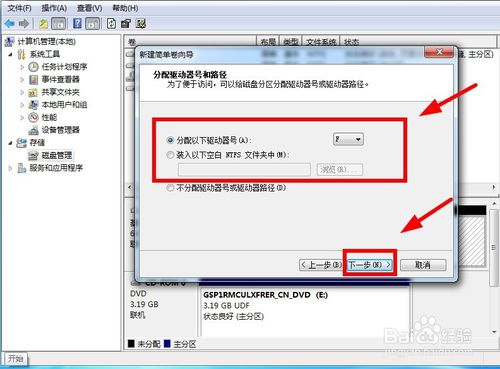 文件(F) 操作(A) 查看(V) 帮助(H)
计算机管理(本地)
系统工具
任务计划程序
事件查看器
共享文件夹
本地用户和组
性能
设备管理器
存储
磁盘管理
服务和应用程序
卷 布局 类型 文件系统 状态
新建简单卷向导
分配驱动器号和路径
为了便于访问，可以给磁盘分区分配驱动器号或驱动器路径。
分配以下驱动器号(A): F
装入以下空白 NTFS 文件夹中(M):
浏览(R)...
不分配驱动器号或驱动器路径(D)
< 上一步(B) 下一步(N) > 取消
主分区)
CD-ROM 0
DVD
3.19 GB
联机
GSP1RMCULXFRER_CN_DVD (E:)
3.19 GB UDF
状态良好 (主分区)
未分配 主分区
开始
Baidu经验
jingyan.baidu.com